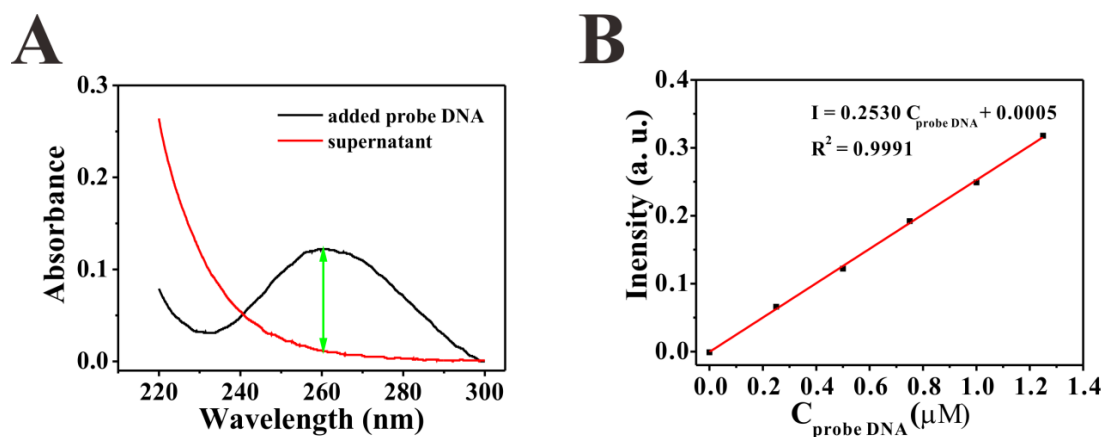 A
Absorbance
0.3
0.2
0.1
0.0
added probe DNA
supernatant
220 240 260 280 300
Wavelength (nm)
B
Inensity (a. u.)
0.4
0.3
0.2
0.1
0.0
I = 0.2530 C probe DNA + 0.0005
R² = 0.9991
0.0 0.2 0.4 0.6 0.8 1.0 1.2 1.4
C probe DNA (μM)